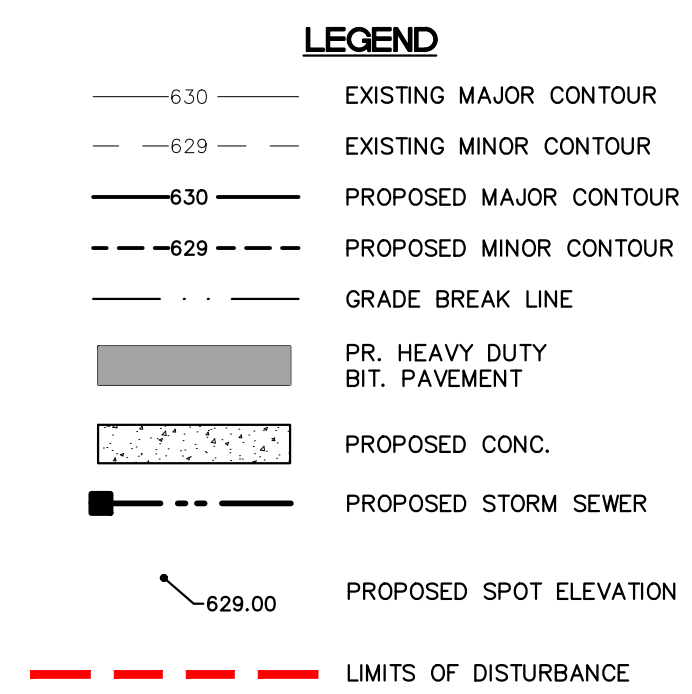 LEGEND
630 EXISTING MAJOR CONTOUR
629 EXISTING MINOR CONTOUR
630 PROPOSED MAJOR CONTOUR
629 PROPOSED MINOR CONTOUR
GRADE BREAK LINE
PR. HEAVY DUTY
BIT. PAVEMENT
PROPOSED CONC.
PROPOSED STORM SEWER
629.00 PROPOSED SPOT ELEVATION
LIMITS OF DISTURBANCE